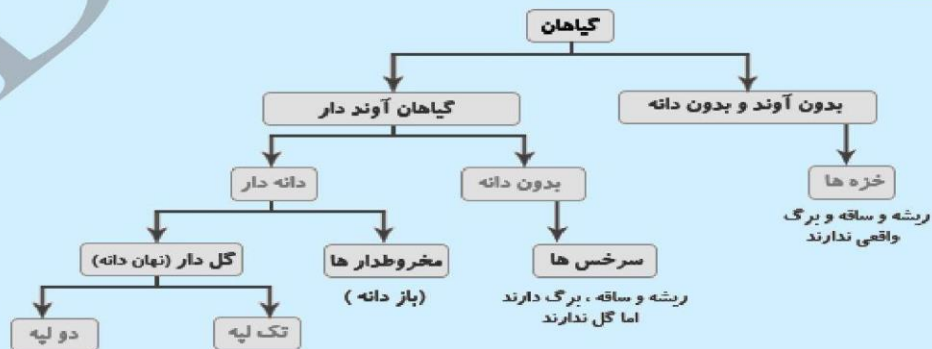 گیاهان
بدون آوند و بدون دانه
گیاهان آوند دار
خزه ها
بدون دانه
دانه دار
ریشه و ساقه و برگ
واقعی ندارند
سرخس ها
مخروطدار ها
گل دار (نهان دانه)
ریشه و ساقه ، برگ دارند
اما گل ندارند
(باز دانه )
تک لپه
دو لپه